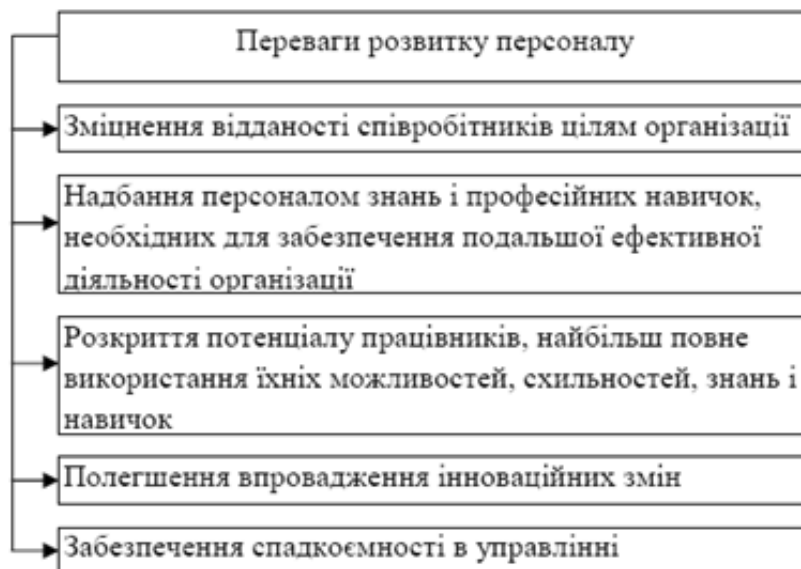 Переваги розвитку персоналу
Зміцнення відданості співробітників цілям організації
Надбання персоналом знань і професійних навичок,
необхідних для забезпечення подальшої ефективної
діяльності організації
Розкриття потенціалу працівників, найбільш повне
використання їхніх можливостей, схильностей, знань і
навичок
Полегшення впровадження інноваційних змін
Забезпечення спадкоємності в управлінні